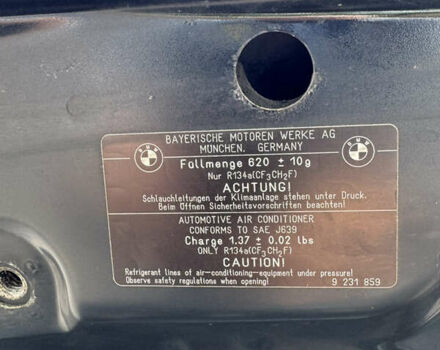 BAYERISCHE MOTOREN WERKE AG
MÜNCHEN, GERMANY
Füllmenge 620 ± 10g
Nur R134a(CF3CH2F)
ACHTUNG!
Schlauchleitungen der Klimaanlage stehen unter Druck.
Beim Öffnen Sicherheitsvorschriften beachten!
AUTOMOTIVE AIR CONDITIONER
CONFORMS TO SAE J639
Charge 1.37 ± 0.02 lbs
ONLY R134a(CF3CH2F)
CAUTION!
Refrigerant lines of air-conditioning-equipment under pressure!
Observe safety regulations when opening! 9 231 859